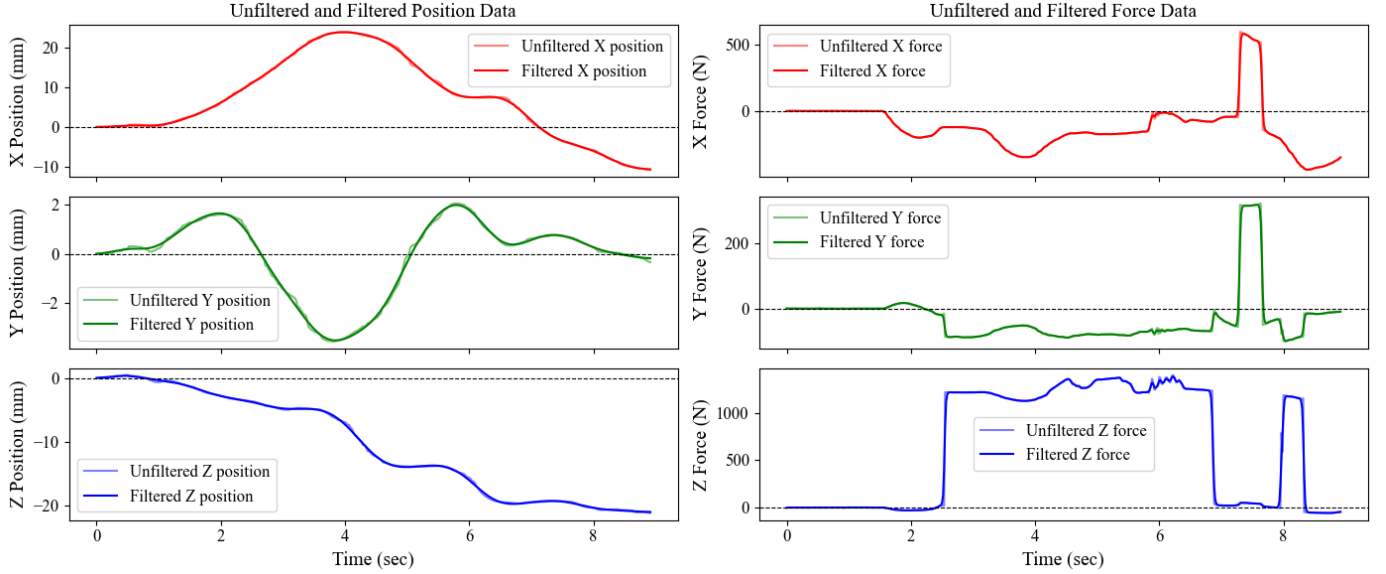 Unfiltered and Filtered Position Data
X Position (mm)
20
10
0
−10
Unfiltered X position
Filtered X position
Y Position (mm)
2
0
−2
Unfiltered Y position
Filtered Y position
Z Position (mm)
0
−10
−20
Unfiltered Z position
Filtered Z position
0
2
4
6
8
Time (sec)
Unfiltered and Filtered Force Data
X Force (N)
500
0
Unfiltered X force
Filtered X force
Y Force (N)
200
0
Unfiltered Y force
Filtered Y force
Z Force (N)
1000
500
0
Unfiltered Z force
Filtered Z force
0
2
4
6
8
Time (sec)